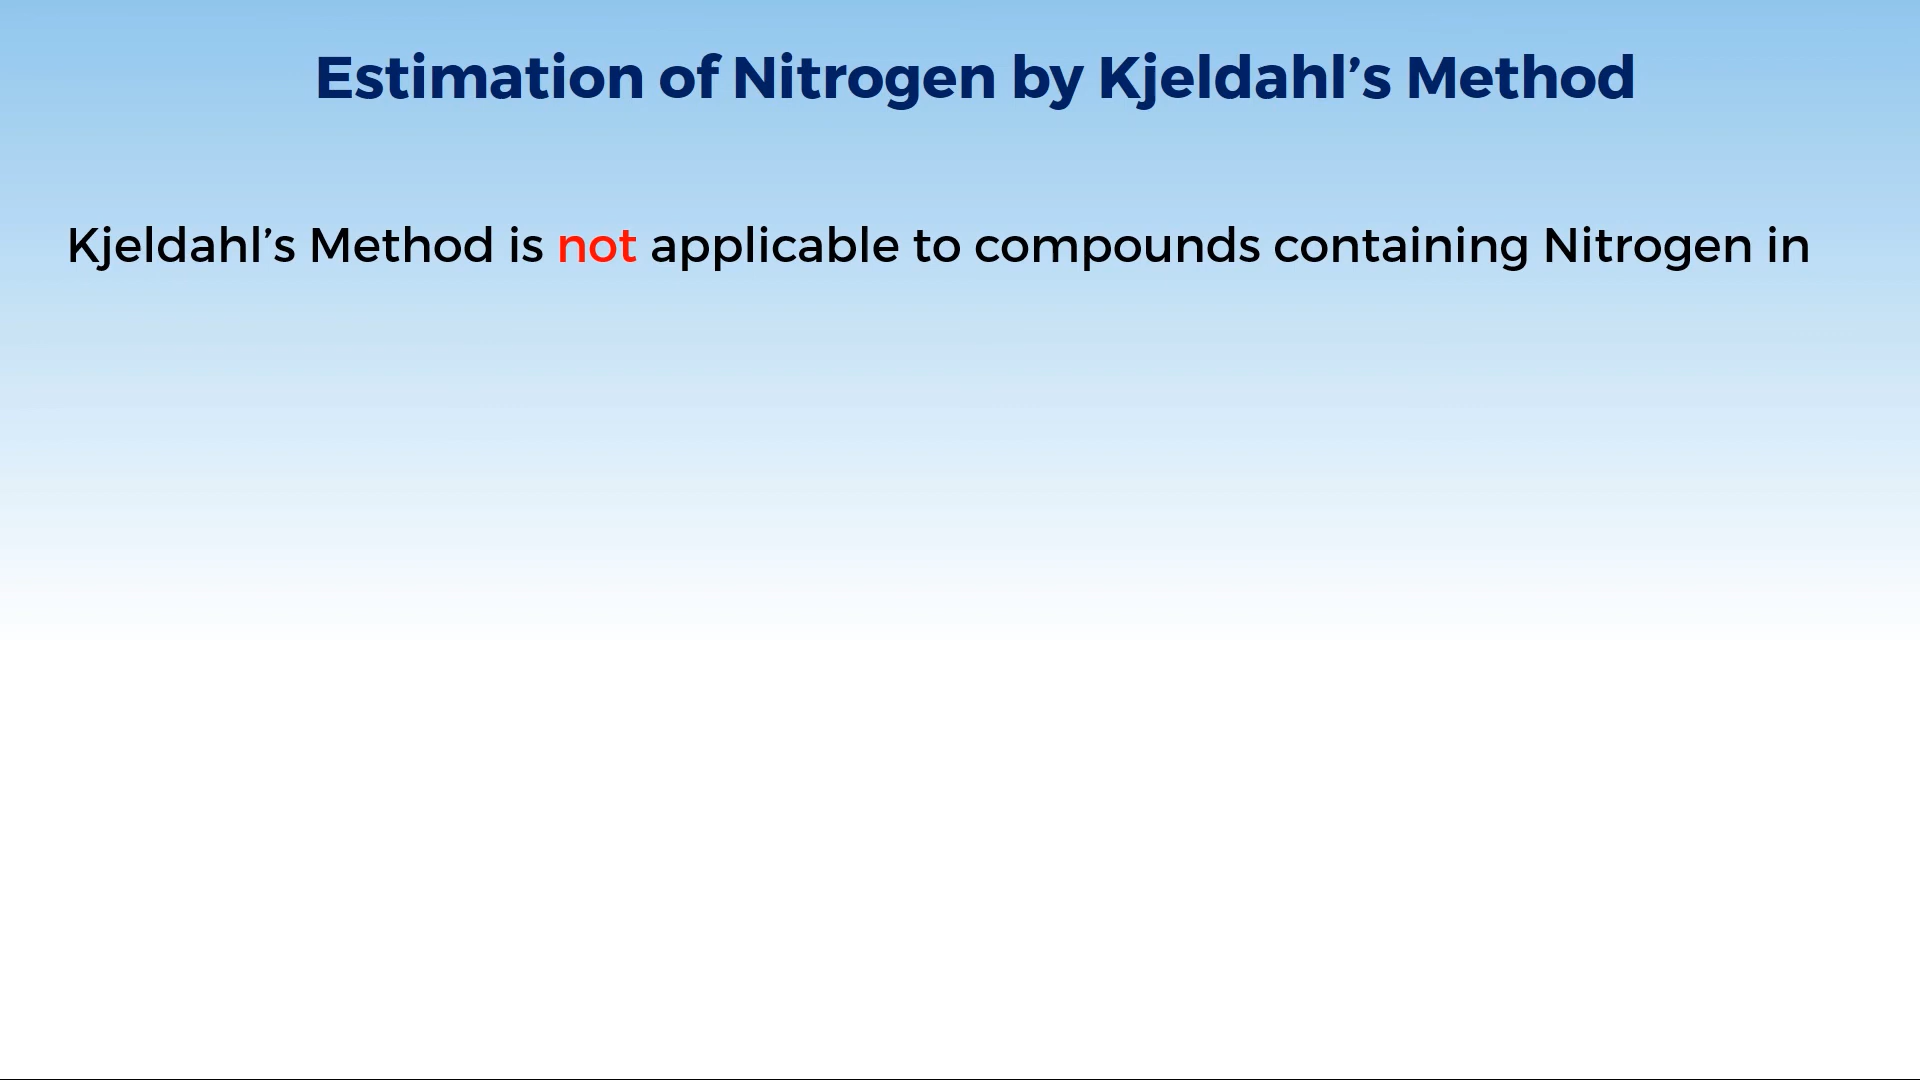 Estimation of Nitrogen by Kjeldahl’s Method
Kjeldahl’s Method is not applicable to compounds containing Nitrogen in